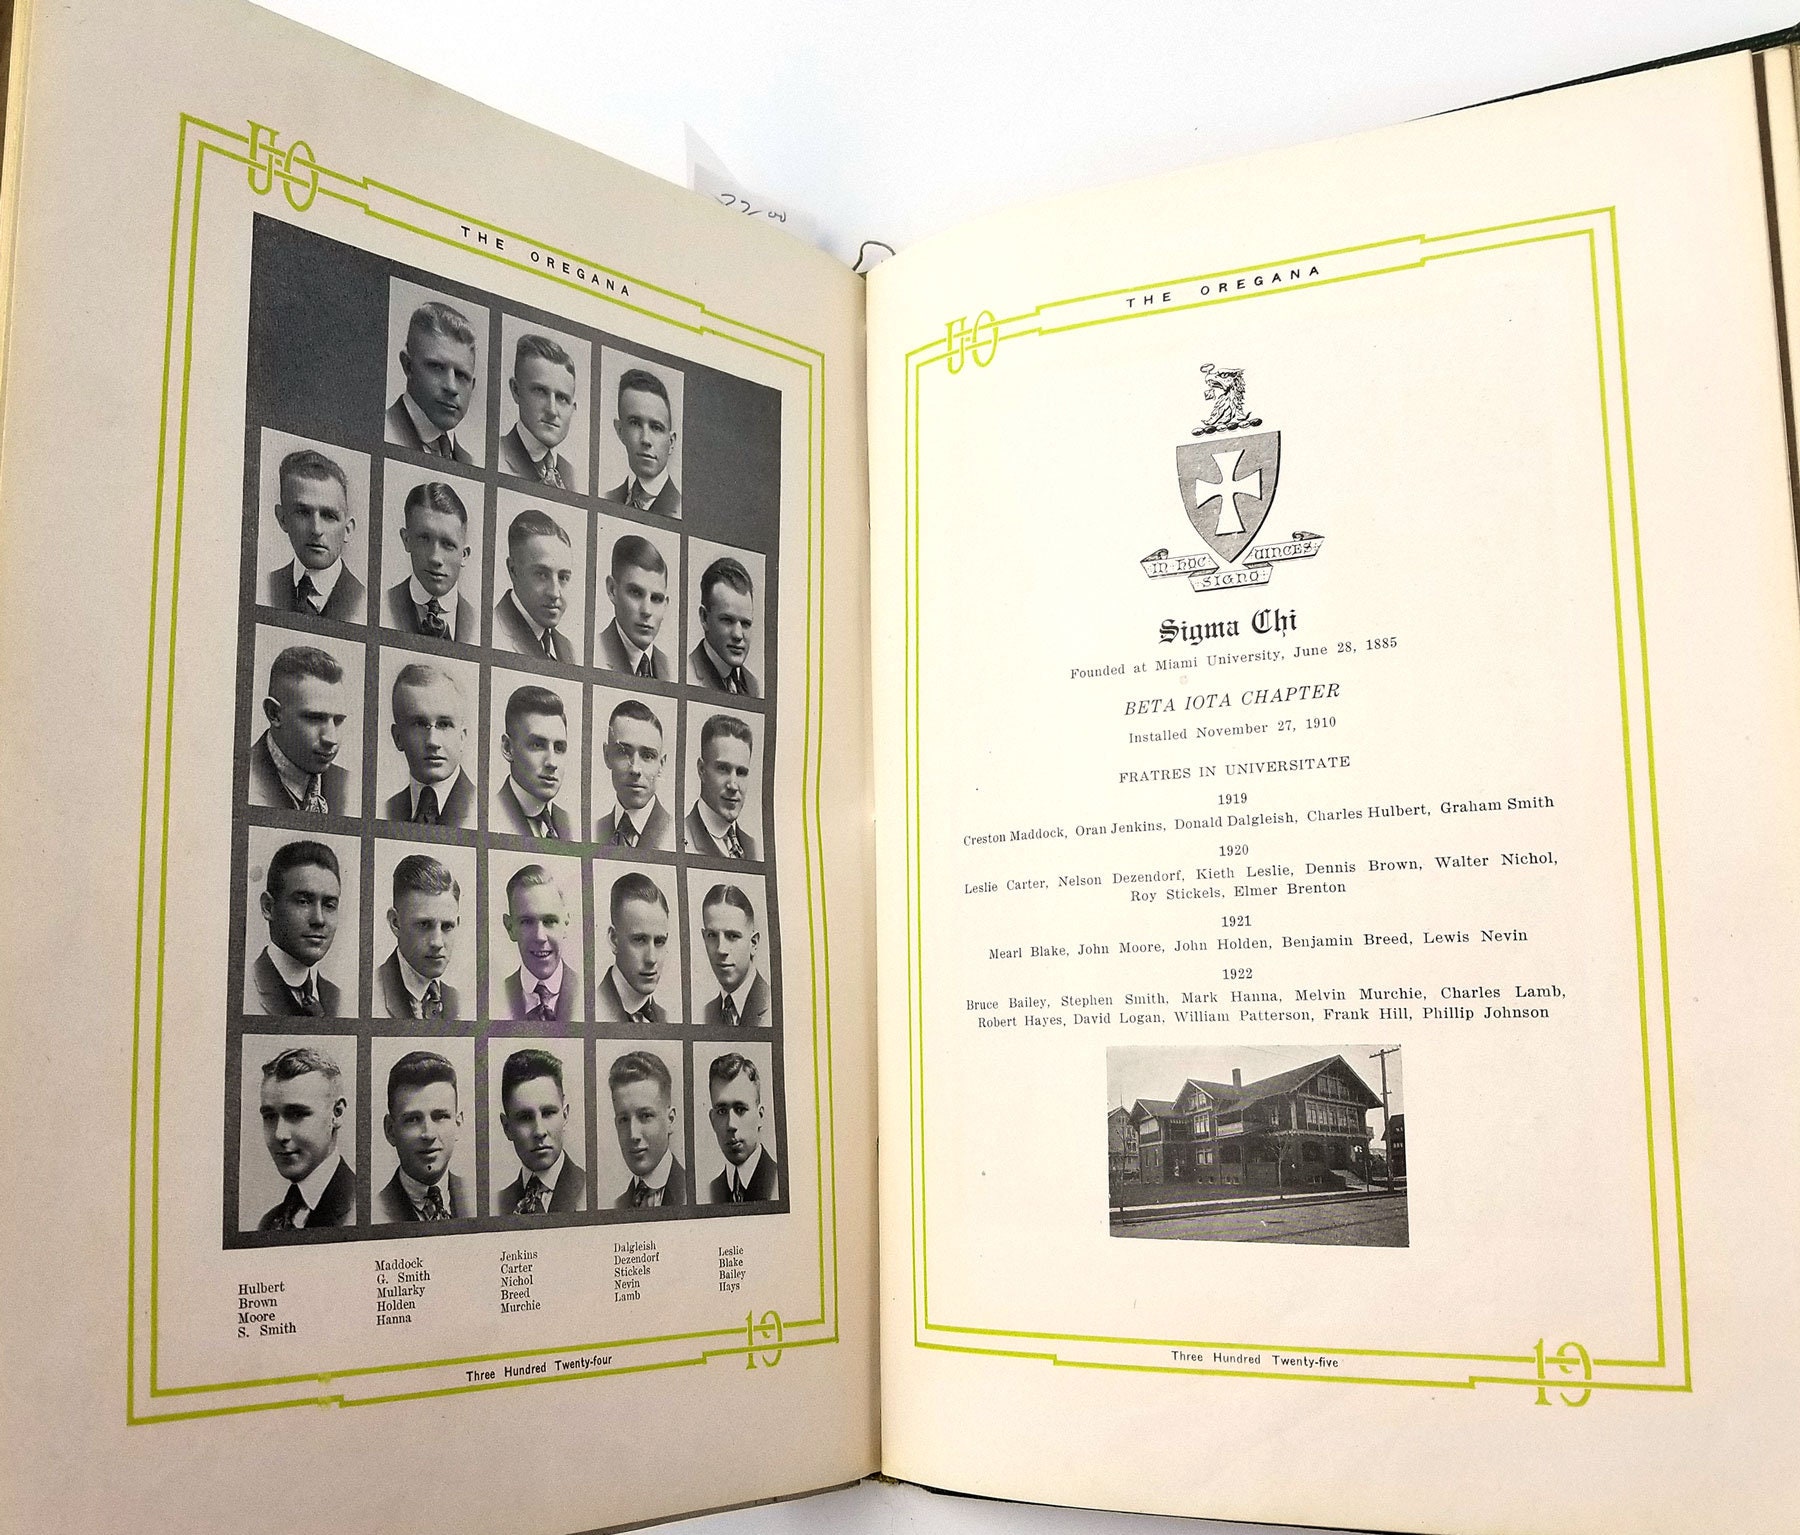 UO
THE OREGANA
Maddock Jenkins Dalgleish Leslie
Hulbert G. Smith Carter Dezendorf Blake
Brown Mullarky Nichol Stickels Bailey
Moore Holden Breed Nevin Hays
S. Smith Hanna Murchie Lamb
Three Hundred Twenty-four
19
UO
THE OREGANA
IN HOC SIGNO VINCES
Sigma Chi
Founded at Miami University, June 28, 1885
BETA IOTA CHAPTER
Installed November 27, 1910
FRATRES IN UNIVERSITATE
1919
Creston Maddock, Oran Jenkins, Donald Dalgleish, Charles Hulbert, Graham Smith
1920
Leslie Carter, Nelson Dezendorf, Kieth Leslie, Dennis Brown, Walter Nichol,
Roy Stickels, Elmer Brenton
1921
Mearl Blake, John Moore, John Holden, Benjamin Breed, Lewis Nevin
1922
Bruce Bailey, Stephen Smith, Mark Hanna, Melvin Murchie, Charles Lamb,
Robert Hayes, David Logan, William Patterson, Frank Hill, Phillip Johnson
Three Hundred Twenty-five
19